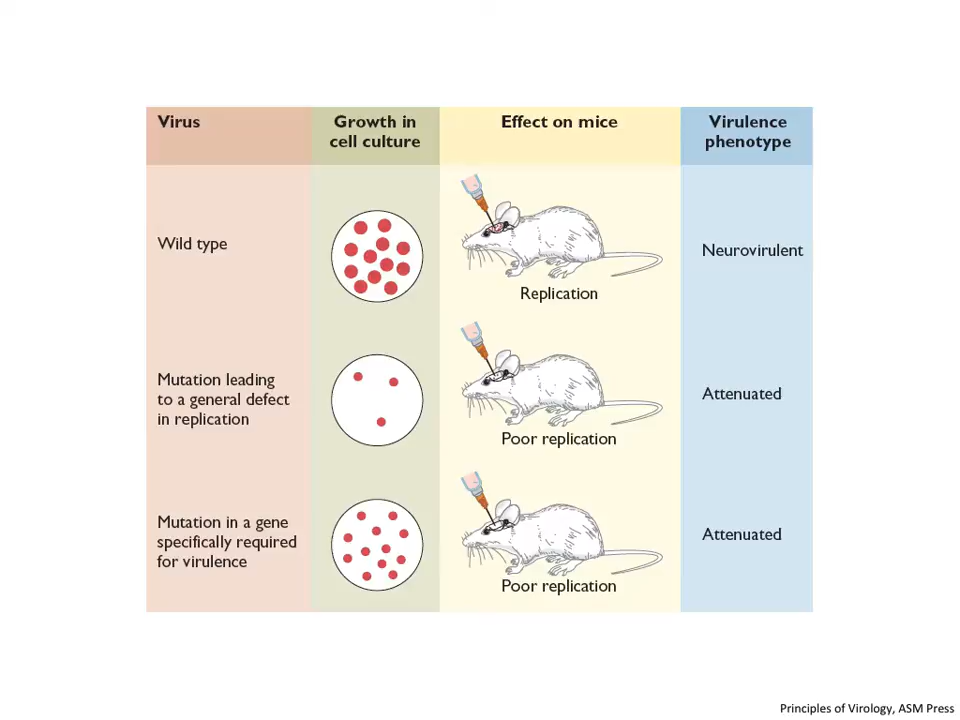 Virus
Growth in
cell culture
Effect on mice
Virulence
phenotype
Wild type
Replication
Neurovirulent
Mutation leading
to a general defect
in replication
Poor replication
Attenuated
Mutation in a gene
specifically required
for virulence
Poor replication
Attenuated
Principles of Virology, ASM Press